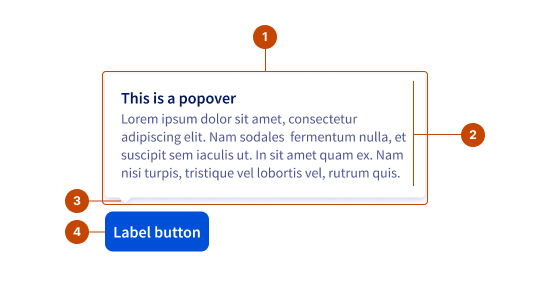 1
This is a popover
Lorem ipsum dolor sit amet, consectetur
adipiscing elit. Nam sodales  fermentum nulla, et
suscipit sem iaculis ut. In sit amet quam ex. Nam
nisi turpis, tristique vel lobortis vel, rutrum quis.
2
3
4
Label button